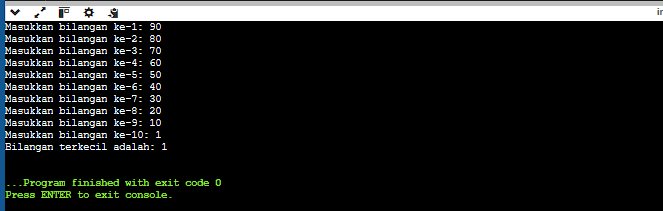 Masukkan bilangan ke-1: 90
Masukkan bilangan ke-2: 80
Masukkan bilangan ke-3: 70
Masukkan bilangan ke-4: 60
Masukkan bilangan ke-5: 50
Masukkan bilangan ke-6: 40
Masukkan bilangan ke-7: 30
Masukkan bilangan ke-8: 20
Masukkan bilangan ke-9: 10
Masukkan bilangan ke-10: 1
Bilangan terkecil adalah: 1
...Program finished with exit code 0
Press ENTER to exit console.